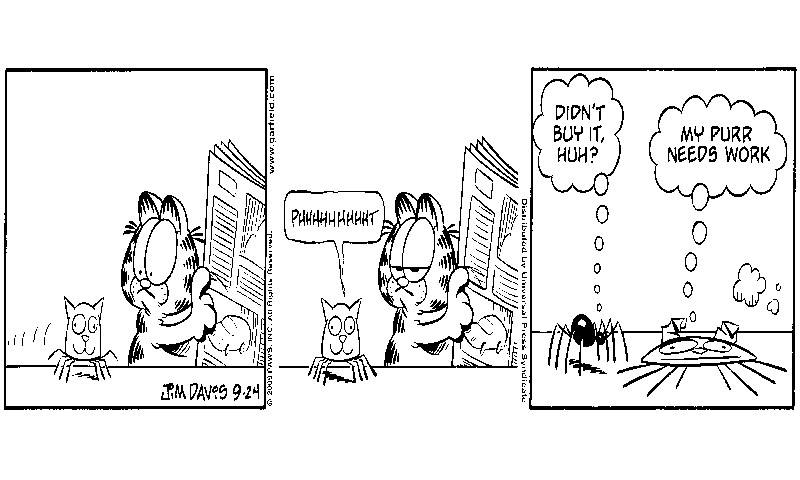 JIM DAVIS 9-24
www.garfield.com
© 2003 PAWS, INC. All Rights Reserved.
PHHHHHHHHT
Distributed by Universal Press Syndicate
DIDN'T
BUY IT,
HUH?
MY PURR
NEEDS WORK